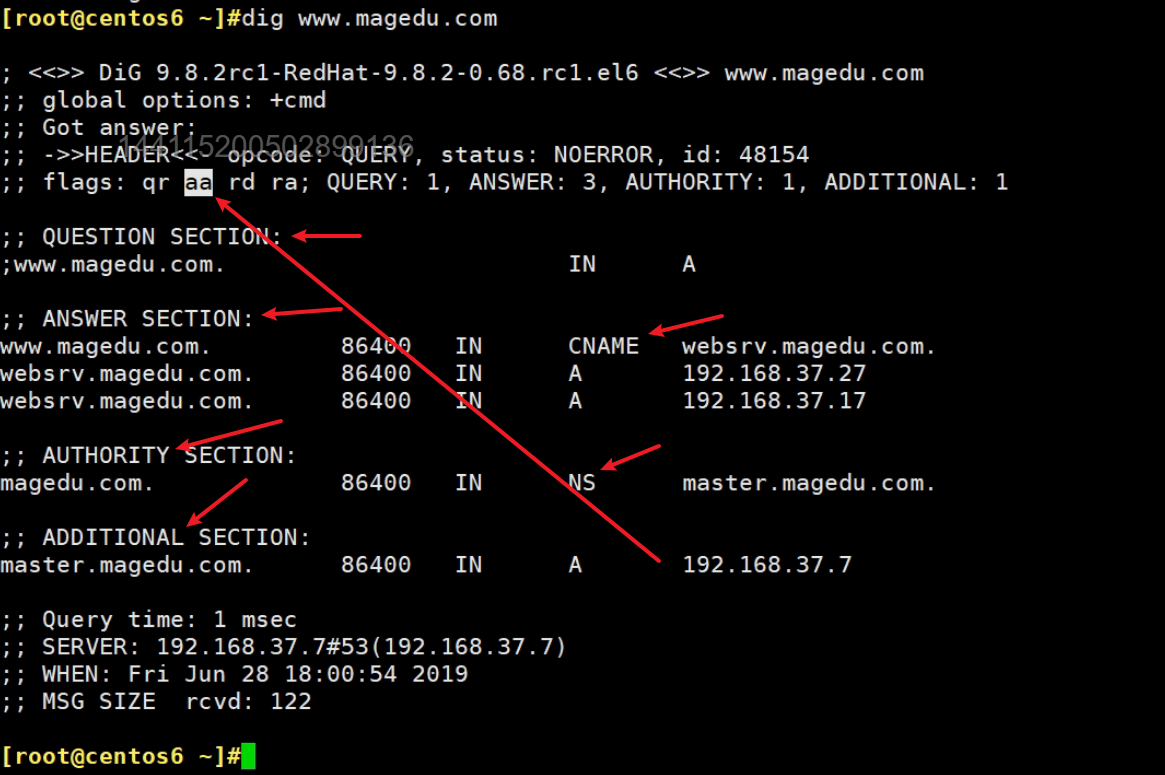 [root@centos6 ~]#dig www.magedu.com
; <<>> DiG 9.8.2rc1-RedHat-9.8.2-0.68.rc1.el6 <<>> www.magedu.com
;; global options: +cmd
;; Got answer:
144115200502899136
;; ->>HEADER<<- opcode: QUERY, status: NOERROR, id: 48154
;; flags: qr aa rd ra; QUERY: 1, ANSWER: 3, AUTHORITY: 1, ADDITIONAL: 1
;; QUESTION SECTION:
;www.magedu.com. IN A
;; ANSWER SECTION:
www.magedu.com. 86400 IN CNAME websrv.magedu.com.
websrv.magedu.com. 86400 IN A 192.168.37.27
websrv.magedu.com. 86400 IN A 192.168.37.17
;; AUTHORITY SECTION:
magedu.com. 86400 IN NS master.magedu.com.
;; ADDITIONAL SECTION:
master.magedu.com. 86400 IN A 192.168.37.7
;; Query time: 1 msec
;; SERVER: 192.168.37.7#53(192.168.37.7)
;; WHEN: Fri Jun 28 18:00:54 2019
;; MSG SIZE rcvd: 122
[root@centos6 ~]#